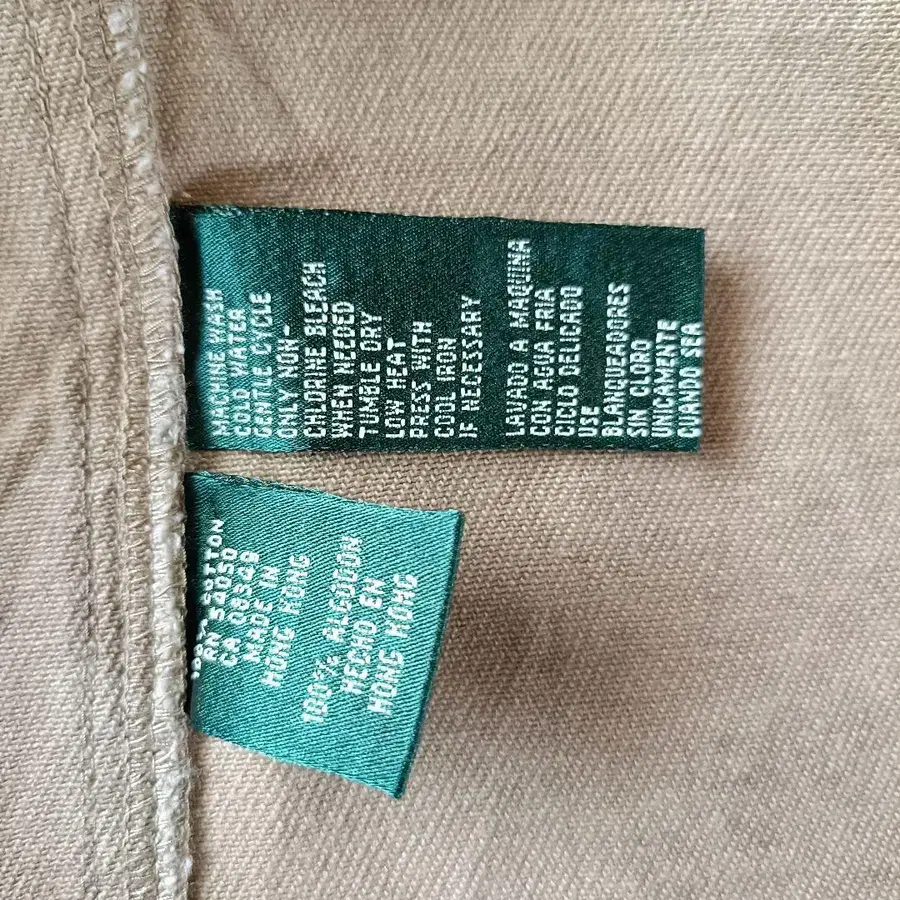 MACHINE WASH
COLD WATER
GENTLE CYCLE
ONLY NON-
CHLORINE BLEACH
WHEN NEEDED
TUMBLE DRY
LOW HEAT
PRESS WITH
COOL IRON
IF NECESSARY
LAVADO A MAQUINA
CON AGUA FRIA
CICLO DELICADO
USE
BLANQUEADORES
SIN CLORO
UNICAMENTE
CUANDO SEA
100% COTTON
RN 54050
CA 08549
MADE IN
HONG KONG
100% ALGODON
HECHO EN
HONG KONG